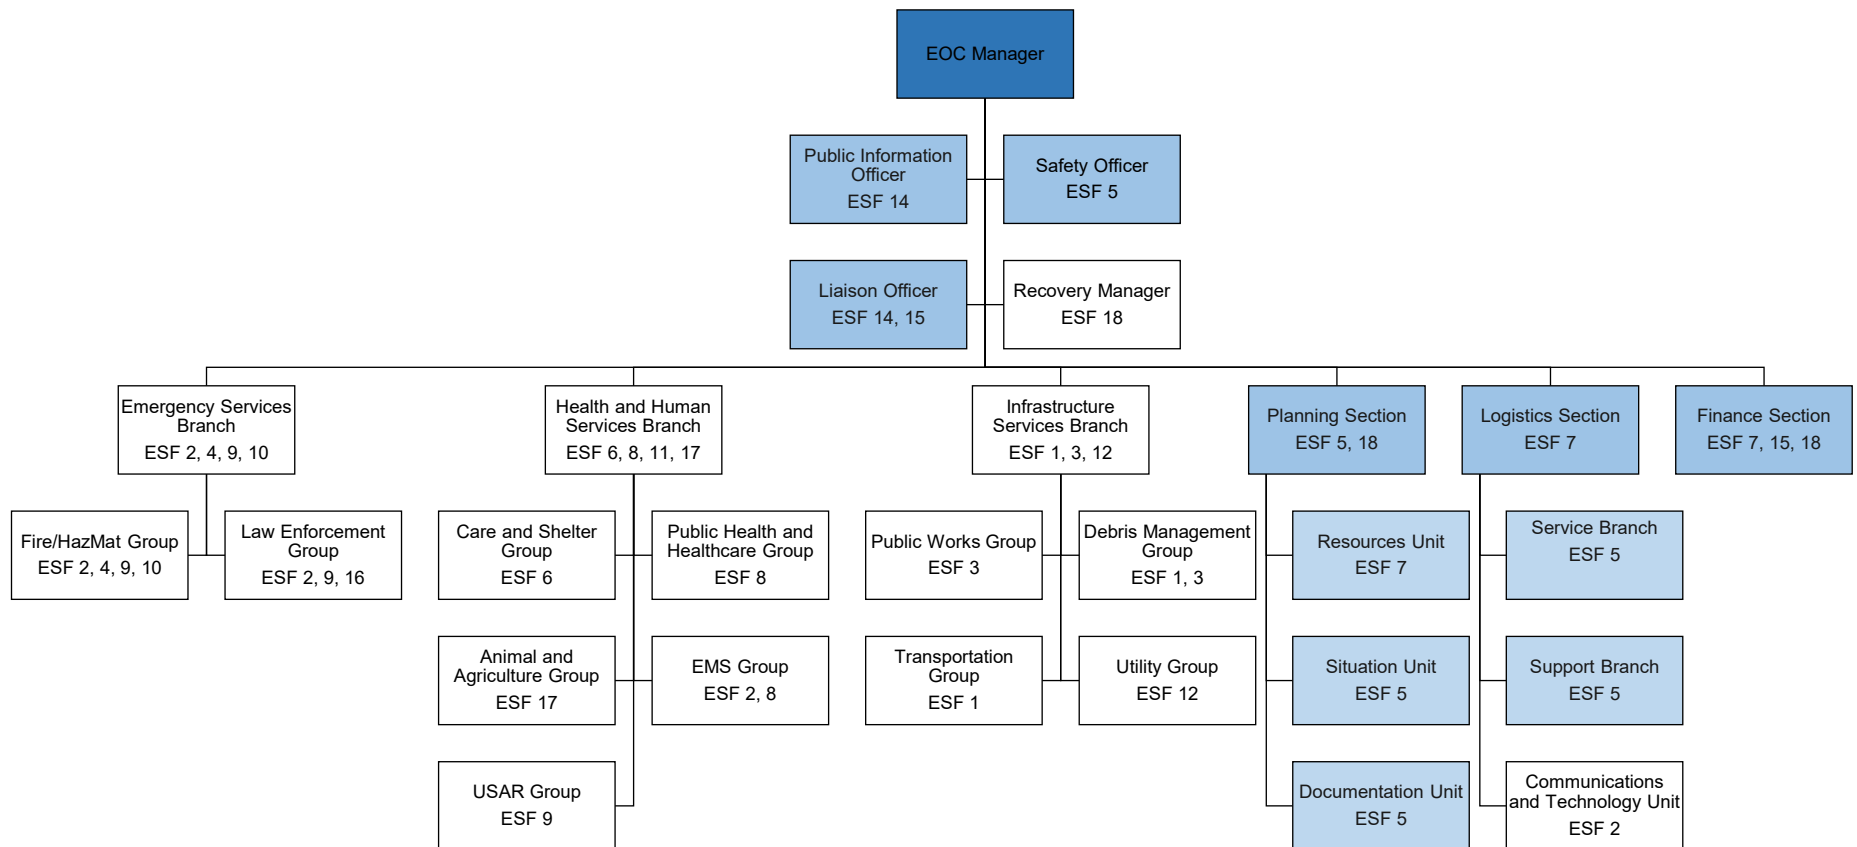 EOC Manager
Public Information
Officer
ESF 14
Safety Officer
ESF 5
Liaison Officer
ESF 14, 15
Recovery Manager
ESF 18
Emergency Services
Branch
ESF 2, 4, 9, 10
Health and Human
Services Branch
ESF 6, 8, 11, 17
Infrastructure
Services Branch
ESF 1, 3, 12
Planning Section
ESF 5, 18
Logistics Section
ESF 7
Finance Section
ESF 7, 15, 18
Fire/HazMat Group
ESF 2, 4, 9, 10
Law Enforcement
Group
ESF 2, 9, 16
Care and Shelter
Group
ESF 6
Public Health and
Healthcare Group
ESF 8
Public Works Group
ESF 3
Debris Management
Group
ESF 1, 3
Resources Unit
ESF 7
Service Branch
ESF 5
Animal and
Agriculture Group
ESF 17
EMS Group
ESF 2, 8
Transportation
Group
ESF 1
Utility Group
ESF 12
Situation Unit
ESF 5
Support Branch
ESF 5
USAR Group
ESF 9
Documentation Unit
ESF 5
Communications
and Technology Unit
ESF 2